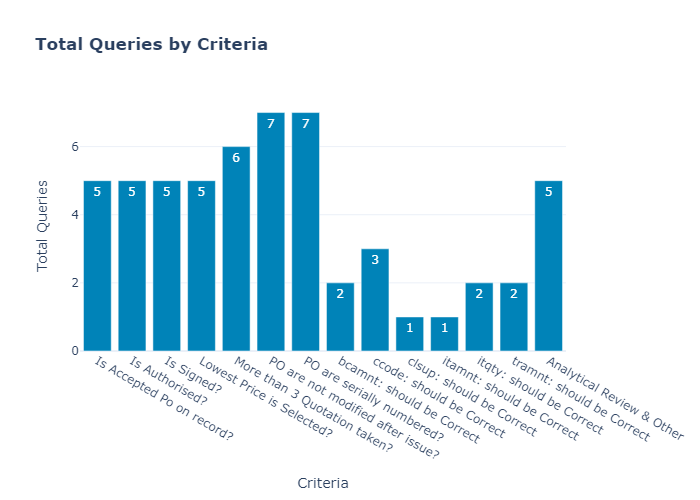 Total Queries by Criteria
Total Queries
6
4
2
0
5
5
5
5
6
7
7
2
3
1
1
2
2
5
Is Accepted Po on record?
Is Authorised?
Is Signed?
Lowest Price is Selected?
More than 3 Quotation taken?
PO are not modified after issue?
PO are serially numbered?
bcamnt: should be Correct
ccode: should be Correct
clsup: should be Correct
itamnt: should be Correct
itqty: should be Correct
tramnt: should be Correct
Analytical Review & Other
Criteria